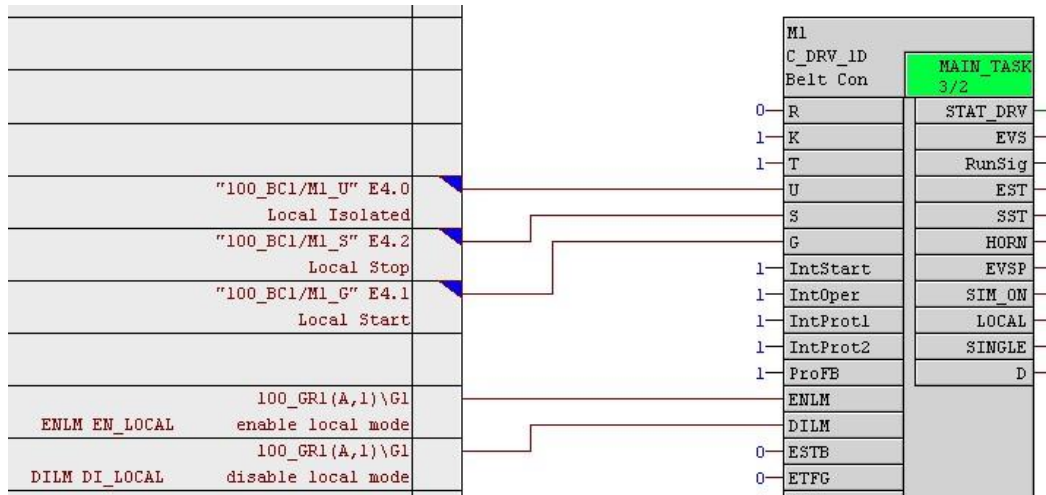 M1
C_DRV_1D
Belt Con
MAIN_TASK
3/2
0 R STAT_DRV
1 K EVS
1 T RunSig
"100_BC1/M1_U" E4.0
Local Isolated
U EST
"100_BC1/M1_S" E4.2
Local Stop
S SST
"100_BC1/M1_G" E4.1
Local Start
G HORN
1 IntStart EVSP
1 IntOper SIM_ON
1 IntProt1 LOCAL
1 IntProt2 SINGLE
1 ProFB D
100_GR1(A,1)\G1
ENLM EN_LOCAL enable local mode
ENLM
100_GR1(A,1)\G1
DILM DI_LOCAL disable local mode
DILM
0 ESTB
0 ETFG